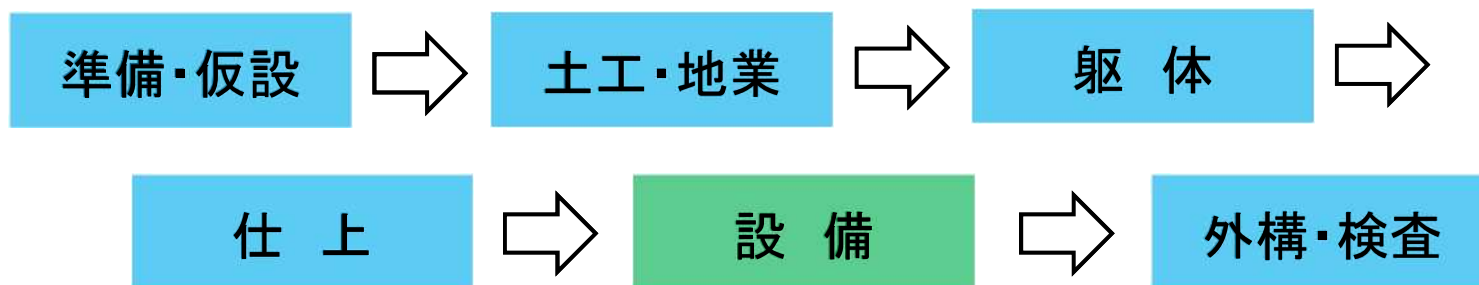 準備・仮設
土工・地業
躯 体
仕 上
設 備
外構・検査